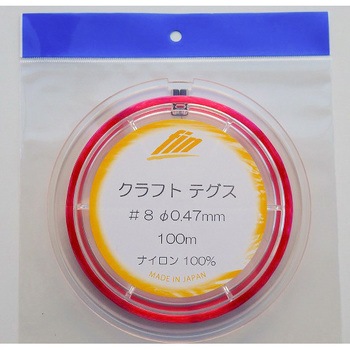 fin
クラフト テグス
#8 φ0.47mm
100m
ナイロン 100%
MADE IN JAPAN